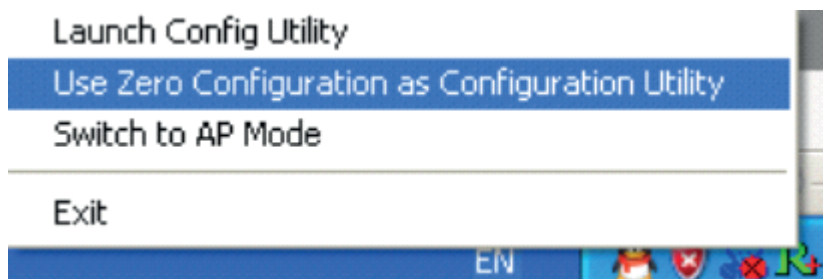 Launch Config Utility
Use Zero Configuration as Configuration Utility
Switch to AP Mode
Exit
EN
R